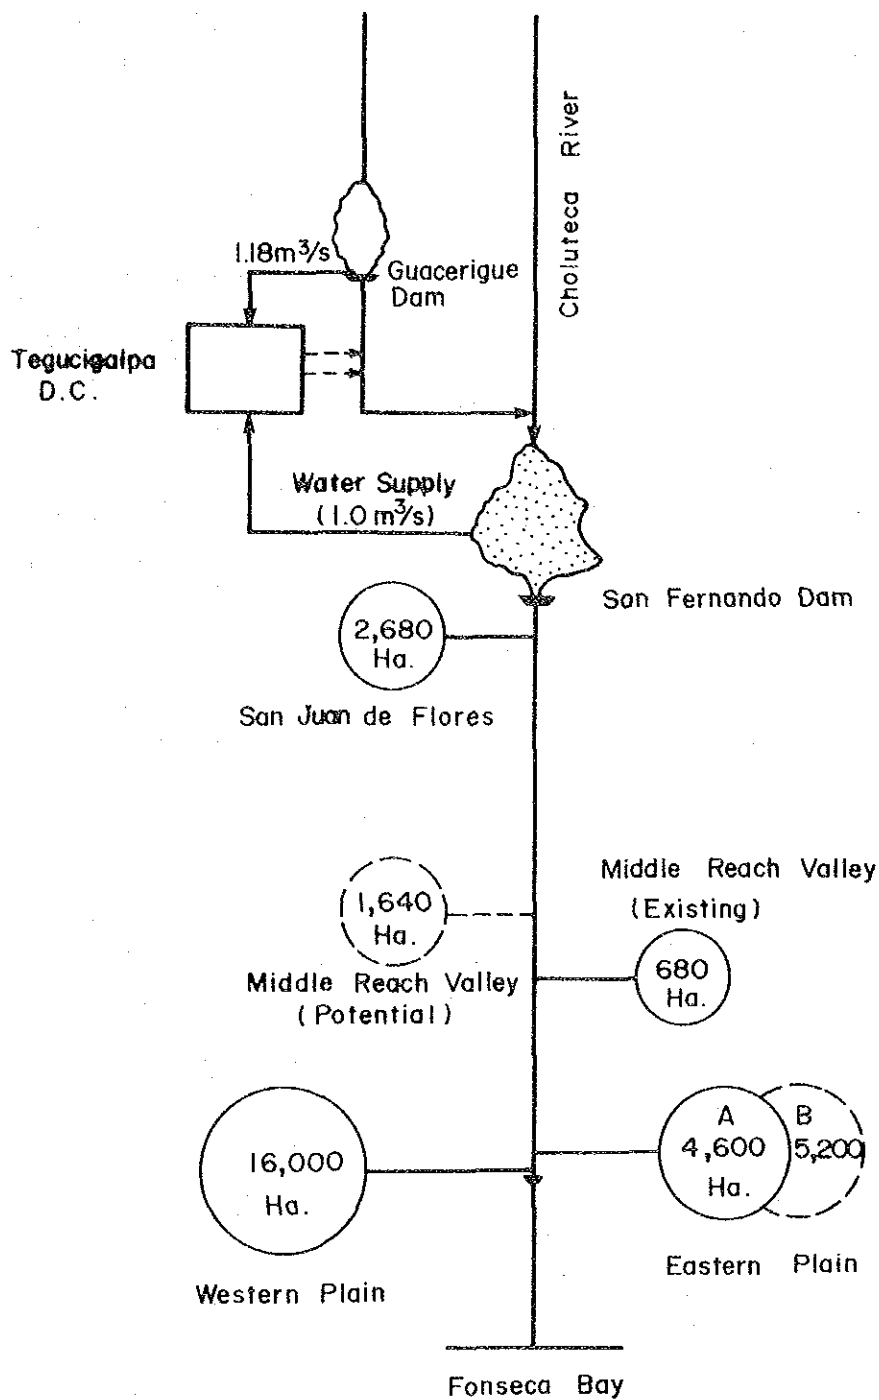 Choluteca River
1.18m³/s
Guacerigue
Dam
Tegucigalpa
D.C.
Water Supply
(1.0 m³/s)
San Fernando Dam
2,680
Ha.
San Juan de Flores
1,640
Ha.
Middle Reach Valley
(Potential)
Middle Reach Valley
(Existing)
680
Ha.
16,000
Ha.
Western Plain
A B
4,600 5,200
Ha.
Eastern Plain
Fonseca Bay